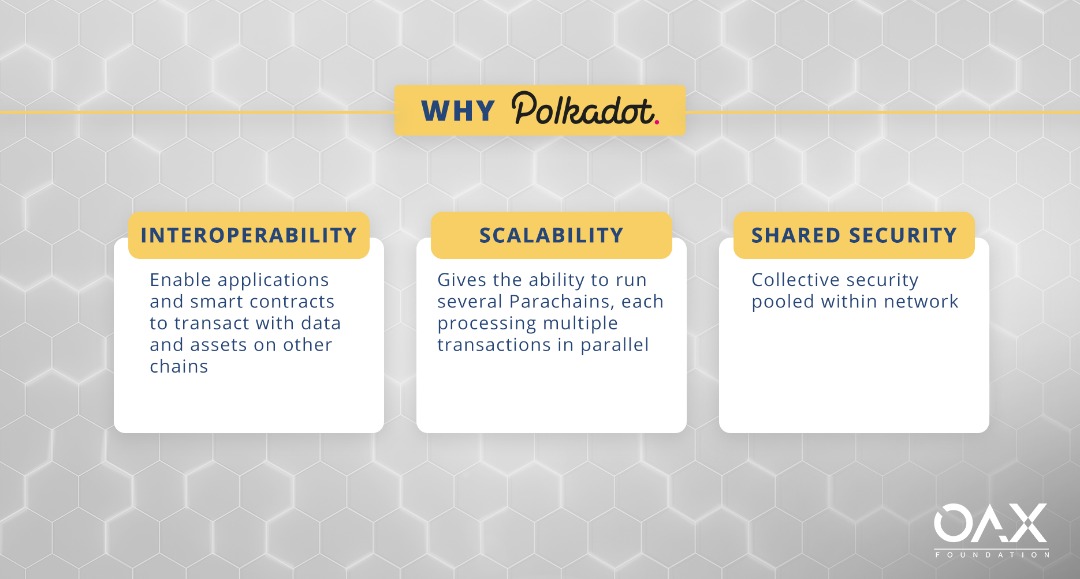 WHY Polkadot.
INTEROPERABILITY
Enable applications
and smart contracts
to transact with data
and assets on other
chains
SCALABILITY
Gives the ability to run
several Parachains, each
processing multiple
transactions in parallel
SHARED SECURITY
Collective security
pooled within network
OAX
FOUNDATION